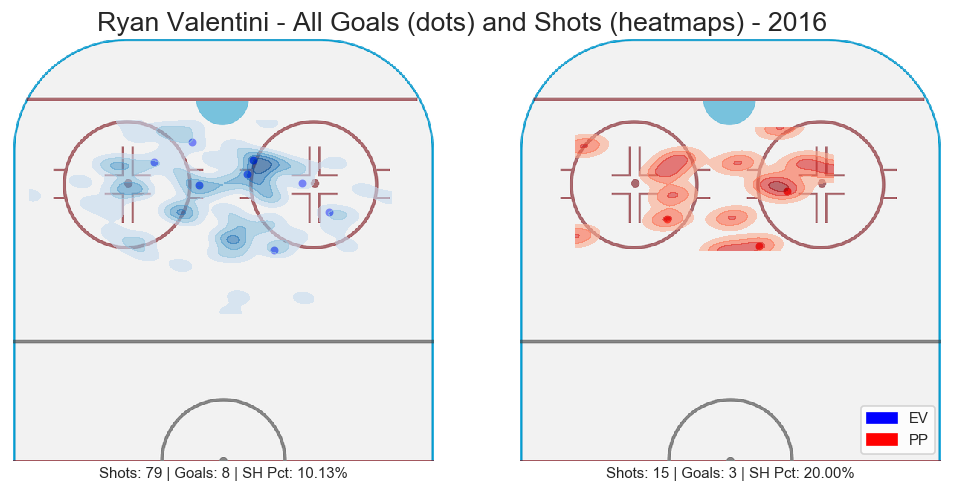 Ryan Valentini - All Goals (dots) and Shots (heatmaps) - 2016
EV
PP
Shots: 79 | Goals: 8 | SH Pct: 10.13%
Shots: 15 | Goals: 3 | SH Pct: 20.00%